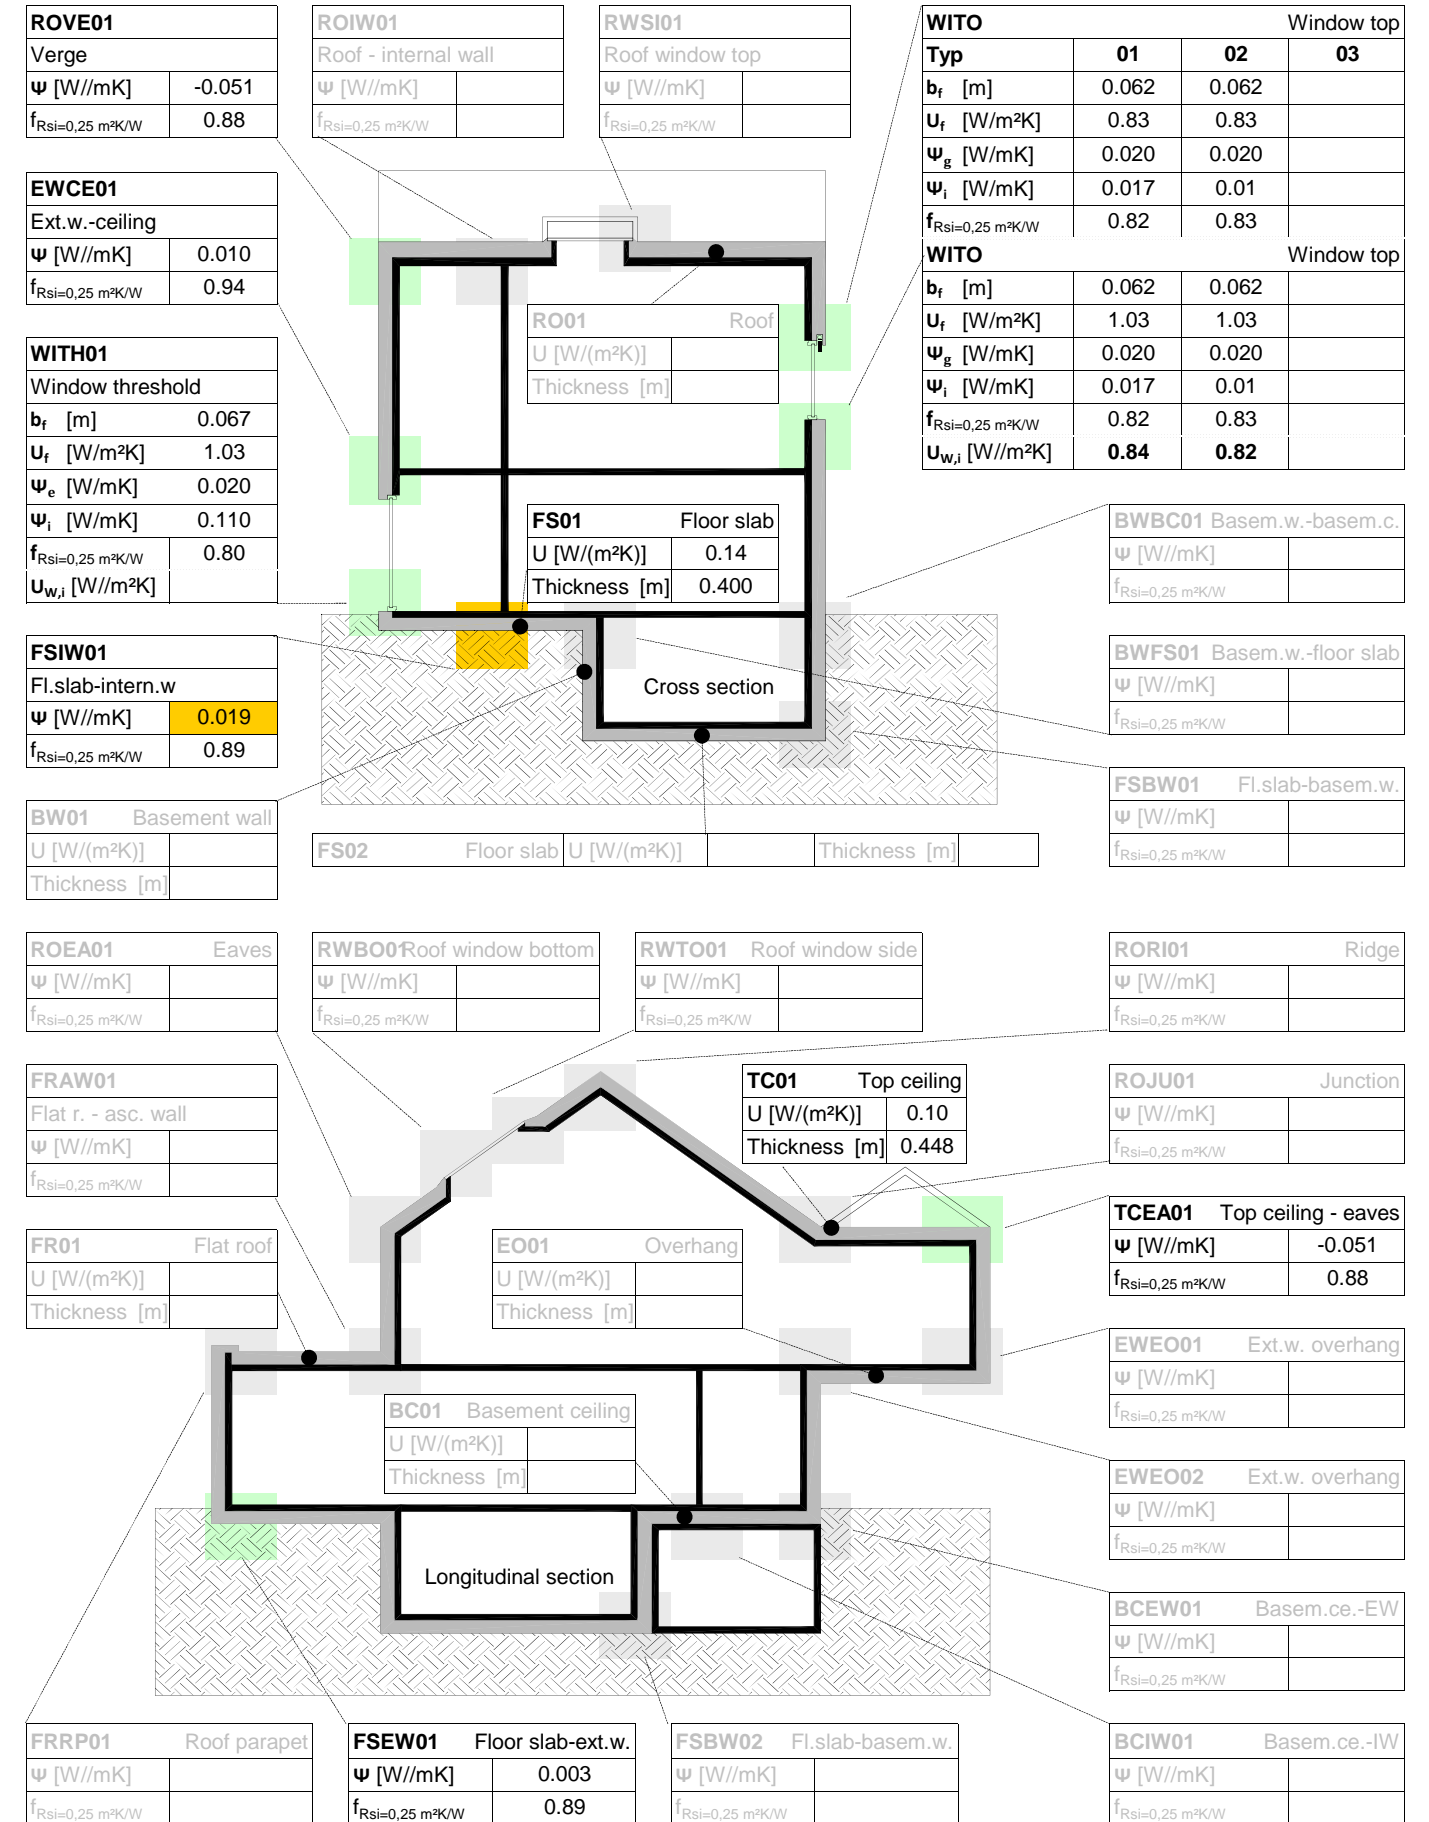 ROVE01
Verge
Ψ [W//mK] -0.051
fRsi=0,25 m²K/W 0.88
ROIW01
Roof - internal wall
Ψ [W//mK]
fRsi=0,25 m²K/W
RWSI01
Roof window top
Ψ [W//mK]
fRsi=0,25 m²K/W
WITO Window top
Typ 01 02 03
bf [m] 0.062 0.062
Uf [W/m²K] 0.83 0.83
Ψg [W/mK] 0.020 0.020
Ψi [W/mK] 0.017 0.01
fRsi=0,25 m²K/W 0.82 0.83
WITO Window top
bf [m] 0.062 0.062
Uf [W/m²K] 1.03 1.03
Ψg [W/mK] 0.020 0.020
Ψi [W/mK] 0.017 0.01
fRsi=0,25 m²K/W 0.82 0.83
UW,i [W//m²K] 0.84 0.82
EWCE01
Ext.w.-ceiling
Ψ [W//mK] 0.010
fRsi=0,25 m²K/W 0.94
RO01 Roof
U [W/(m²K)]
Thickness [m]
WITH01
Window threshold
bf [m] 0.067
Uf [W/m²K] 1.03
Ψe [W/mK] 0.020
Ψi [W/mK] 0.110
fRsi=0,25 m²K/W 0.80
UW,i [W//m²K]
FS01 Floor slab
U [W/(m²K)] 0.14
Thickness [m] 0.400
BWBC01 Basem.w.-basem.c.
Ψ [W//mK]
fRsi=0,25 m²K/W
FSIW01
Fl.slab-intern.w
Ψ [W//mK] 0.019
fRsi=0,25 m²K/W 0.89
Cross section
BWFS01 Basem.w.-floor slab
Ψ [W//mK]
fRsi=0,25 m²K/W
FSBW01 Fl.slab-basem.w.
Ψ [W//mK]
fRsi=0,25 m²K/W
BW01 Basement wall
U [W/(m²K)]
Thickness [m]
FS02 Floor slab U [W/(m²K)] Thickness [m]
ROEA01 Eaves
Ψ [W//mK]
fRsi=0,25 m²K/W
RWBO01 Roof window bottom
Ψ [W//mK]
fRsi=0,25 m²K/W
RWTO01 Roof window side
Ψ [W//mK]
fRsi=0,25 m²K/W
RORI01 Ridge
Ψ [W//mK]
fRsi=0,25 m²K/W
FRAW01
Flat r. - asc. wall
Ψ [W//mK]
fRsi=0,25 m²K/W
TC01 Top ceiling
U [W/(m²K)] 0.10
Thickness [m] 0.448
ROJU01 Junction
Ψ [W//mK]
fRsi=0,25 m²K/W
TCEA01 Top ceiling - eaves
Ψ [W//mK] -0.051
fRsi=0,25 m²K/W 0.88
FR01 Flat roof
U [W/(m²K)]
Thickness [m]
EO01 Overhang
U [W/(m²K)]
Thickness [m]
EWEO01 Ext.w. overhang
Ψ [W//mK]
fRsi=0,25 m²K/W
BC01 Basement ceiling
U [W/(m²K)]
Thickness [m]
EWEO02 Ext.w. overhang
Ψ [W//mK]
fRsi=0,25 m²K/W
Longitudinal section
BCEW01 Basem.ce.-EW
Ψ [W//mK]
fRsi=0,25 m²K/W
FRRP01 Roof parapet
Ψ [W//mK]
fRsi=0,25 m²K/W
FSEW01 Floor slab-ext.w.
Ψ [W//mK] 0.003
fRsi=0,25 m²K/W 0.89
FSBW02 Fl.slab-basem.w.
Ψ [W//mK]
fRsi=0,25 m²K/W
BCIW01 Basem.ce.-IW
Ψ [W//mK]
fRsi=0,25 m²K/W